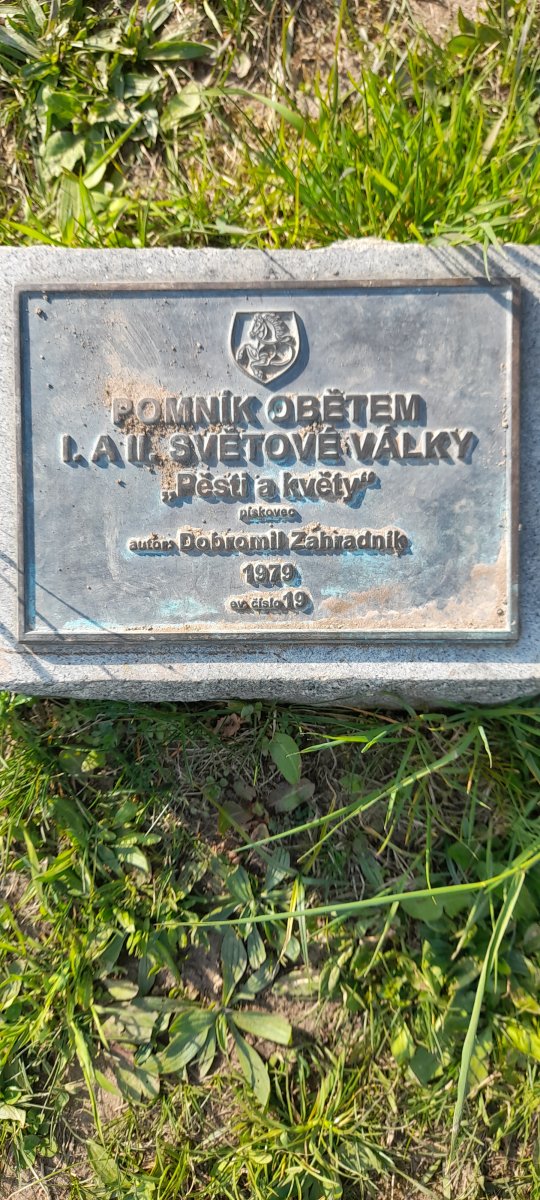 POMNÍK OBĚTEM
I. A II. SVĚTOVÉ VÁLKY
„Pěsti a květy“
pískovec
autor: Dobromil Zahradník
1979
ev. číslo 19